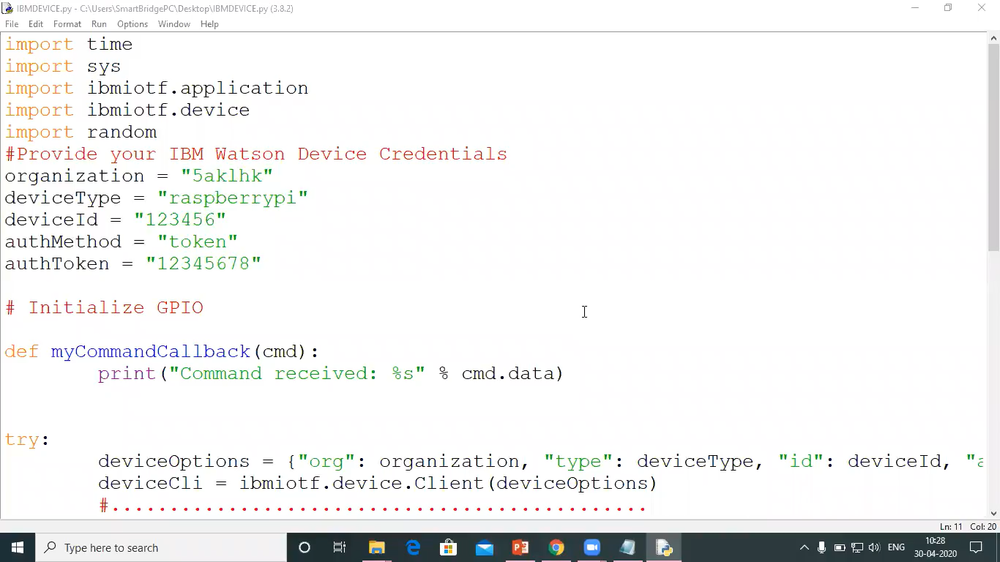 IBMDEVICE.py - C:\Users\SmartBridgePC\Desktop\IBMDEVICE.py (3.8.2)
File Edit Format Run Options Window Help
import time
import sys
import ibmiotf.application
import ibmiotf.device
import random
#Provide your IBM Watson Device Credentials
organization = "5aklhk"
deviceType = "raspberrypi"
deviceId = "123456"
authMethod = "token"
authToken = "12345678"
# Initialize GPIO
def myCommandCallback(cmd):
print("Command received: %s" % cmd.data)
try:
deviceOptions = {"org": organization, "type": deviceType, "id": deviceId, "a
deviceCli = ibmiotf.device.Client(deviceOptions)
#..............................................
Ln: 11 Col: 20
Type here to search
ENG
10:28
30-04-2020